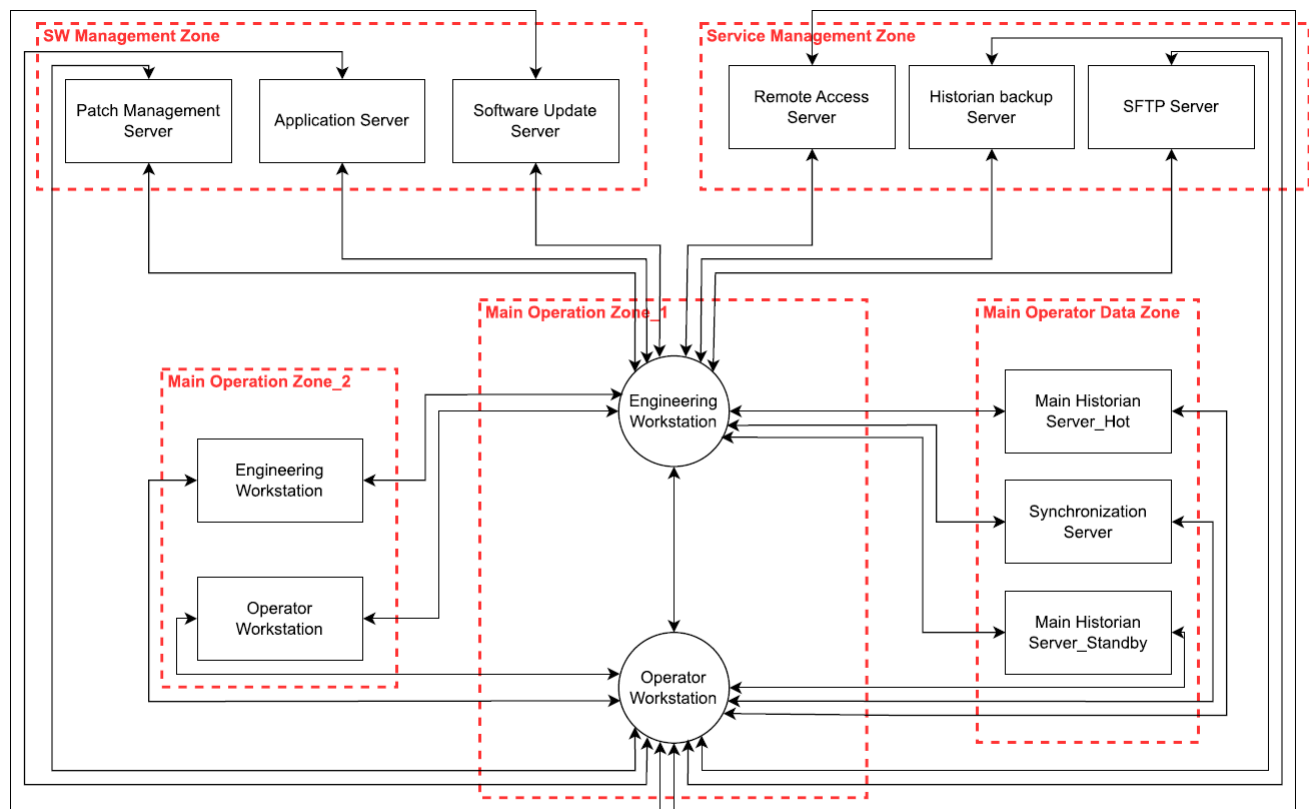 SW Management Zone
Service Management Zone
Patch Management
Server
Application Server
Software Update
Server
Remote Access
Server
Historian backup
Server
SFTP Server
Main Operation Zone_1
Main Operator Data Zone
Main Operation Zone_2
Engineering
Workstation
Main Historian
Server_Hot
Engineering
Workstation
Synchronization
Server
Operator
Workstation
Main Historian
Server_Standby
Operator
Workstation